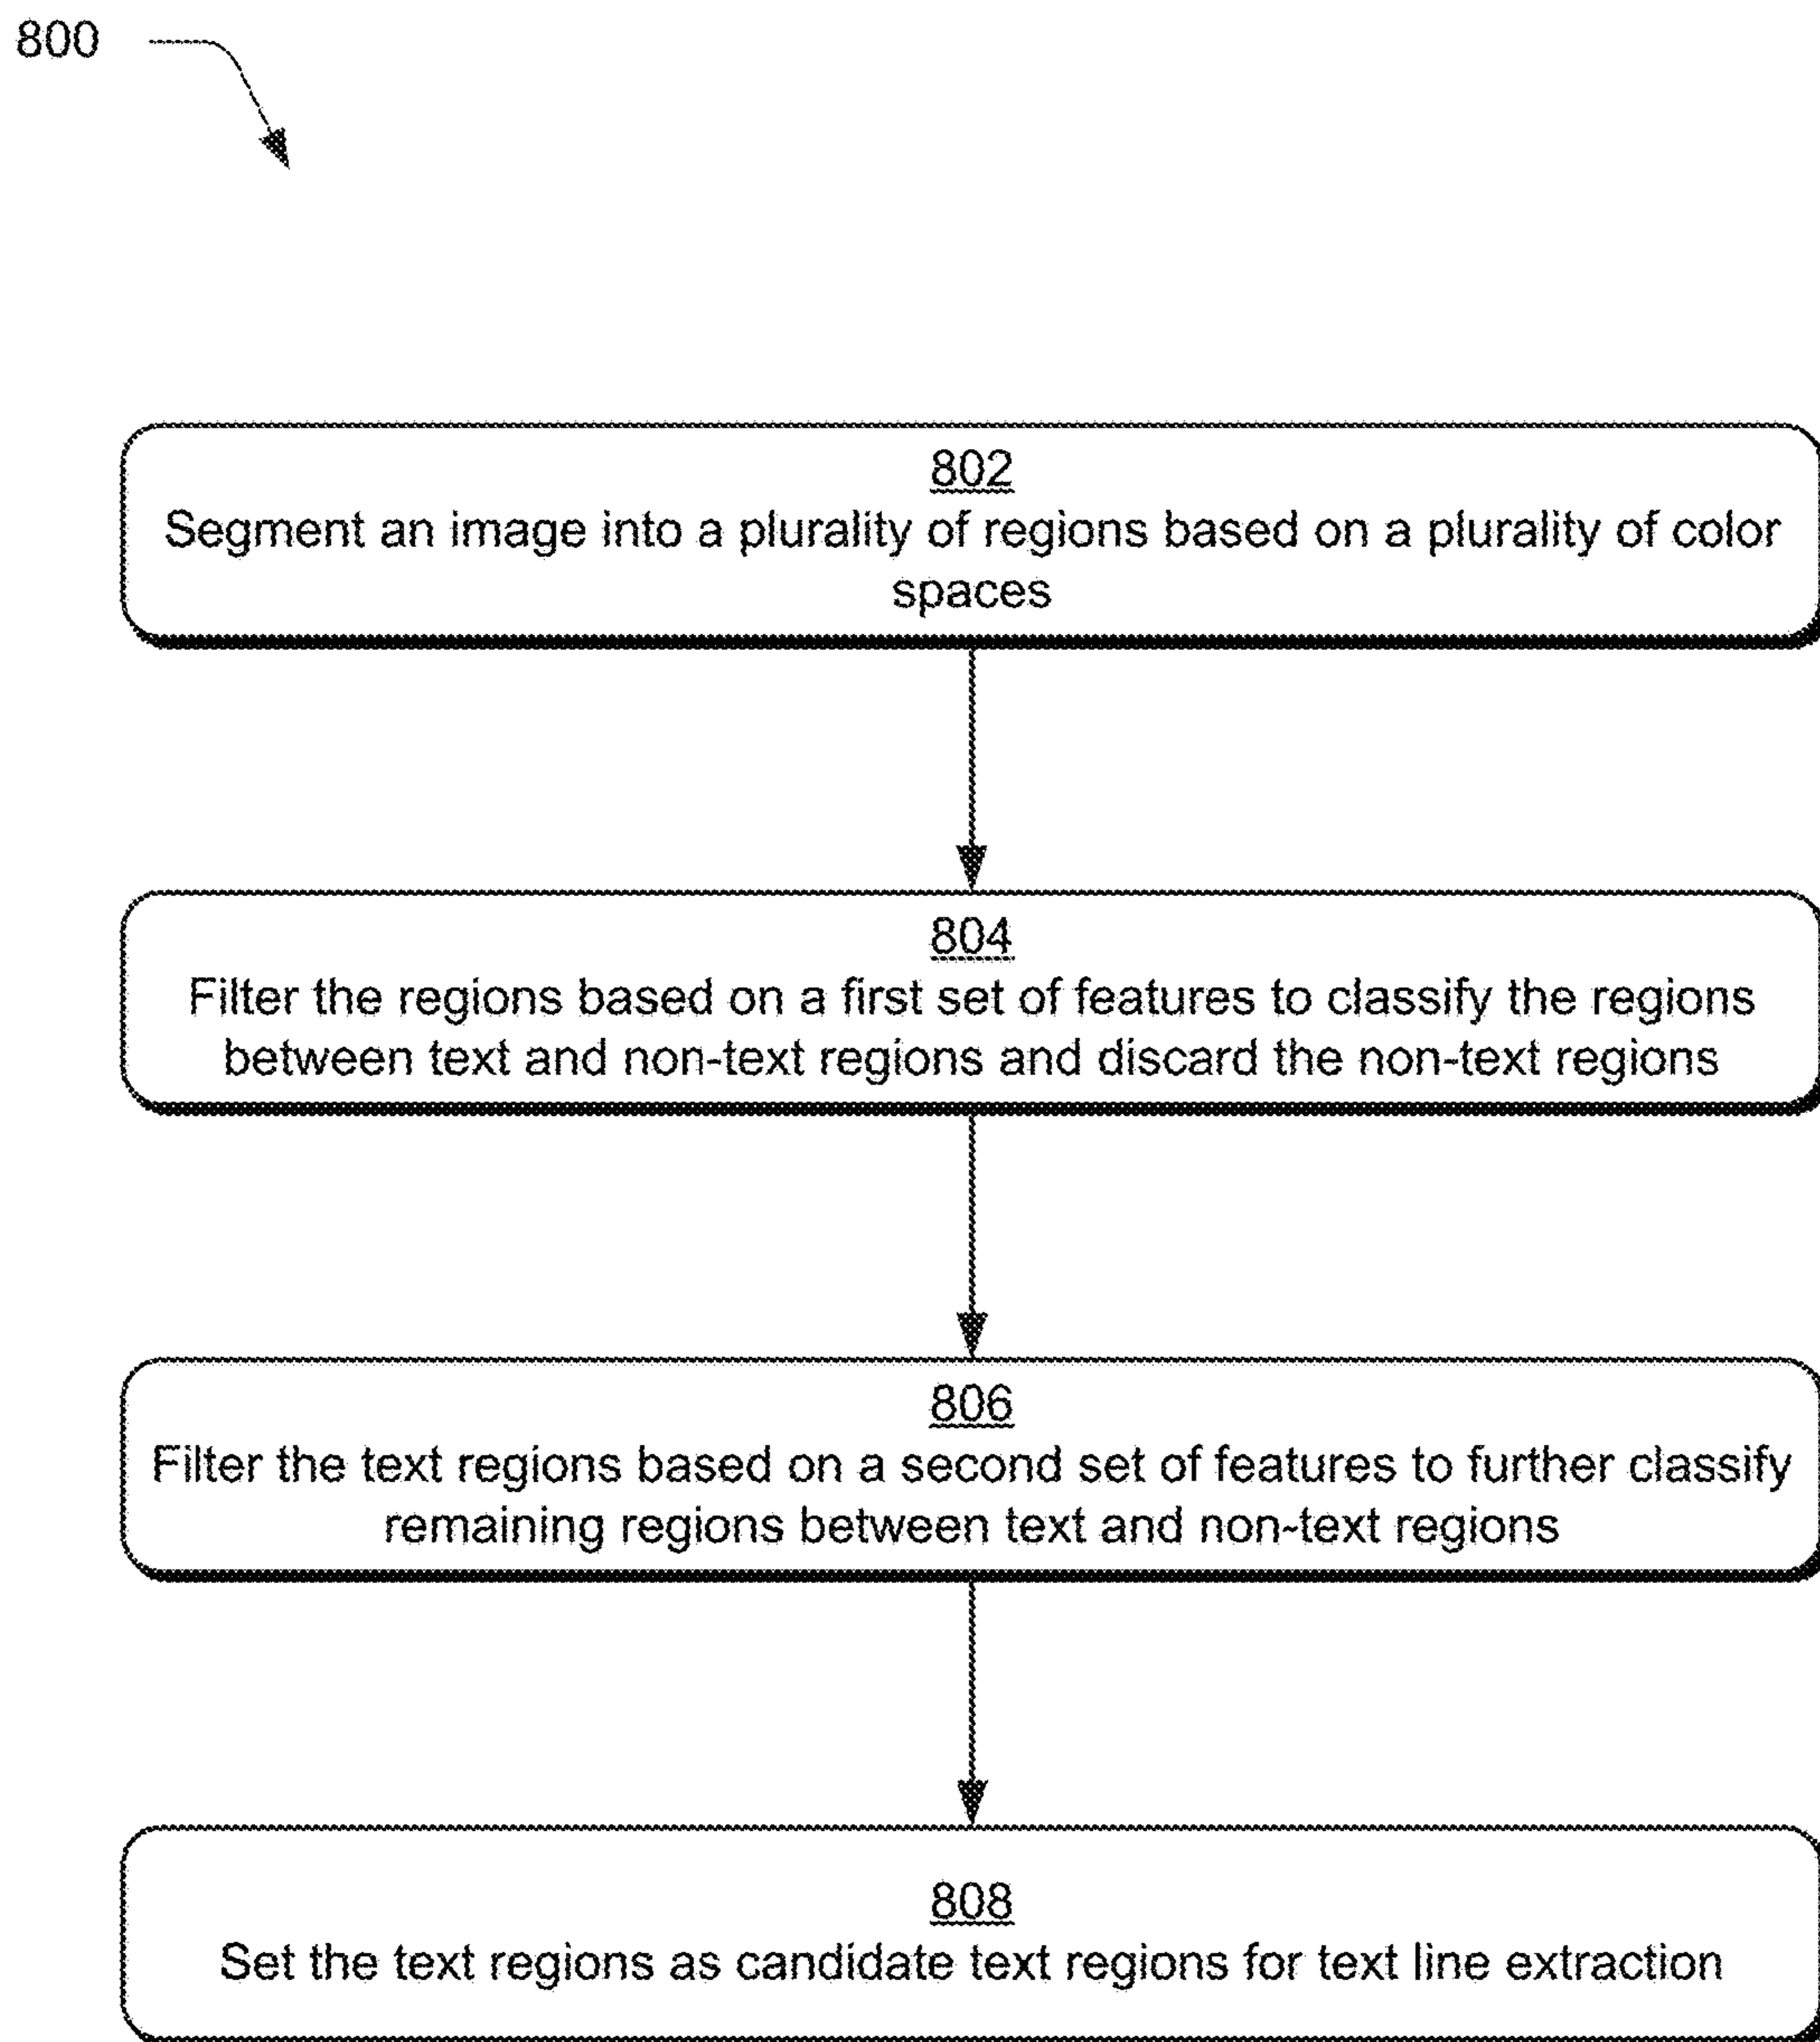 800
802
Segment an image into a plurality of regions based on a plurality of color
spaces
804
Filter the regions based on a first set of features to classify the regions
between text and non-text regions and discard the non-text regions
806
Filter the text regions based on a second set of features to further classify
remaining regions between text and non-text regions
808
Set the text regions as candidate text regions for text line extraction